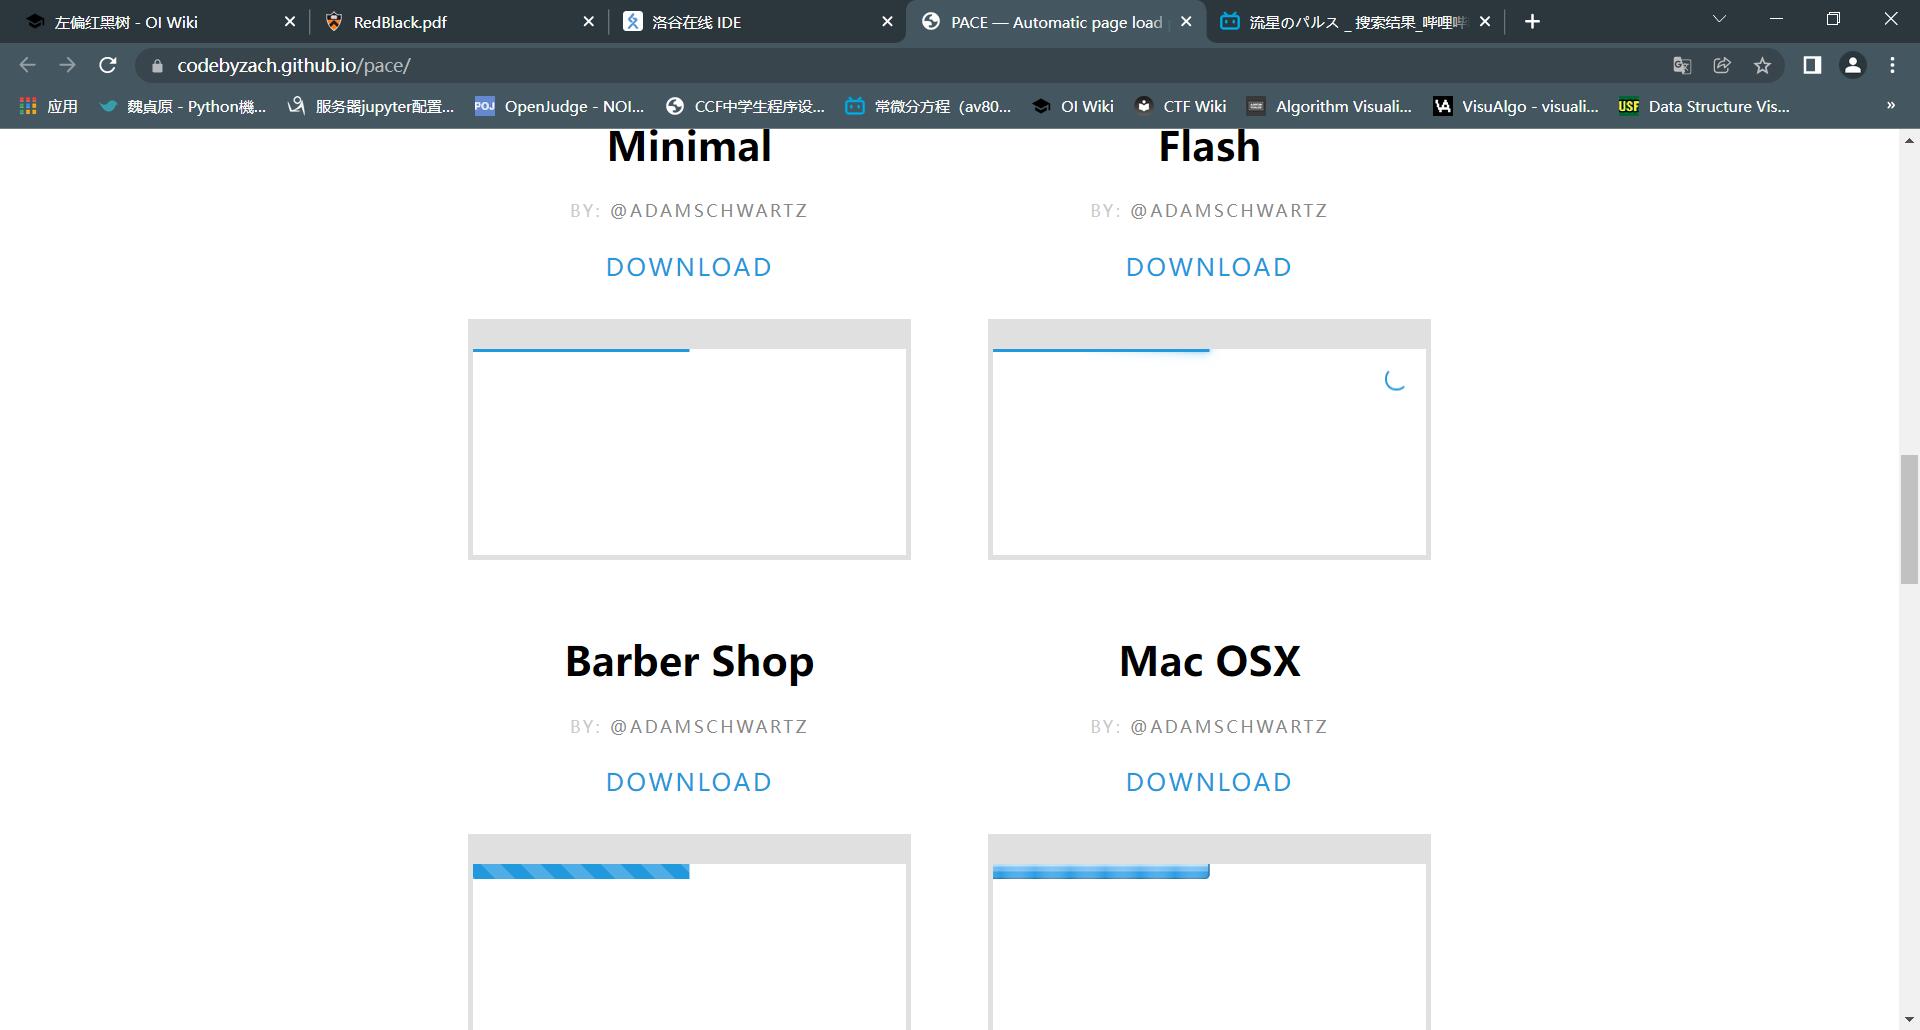 左偏红黑树 - OI Wiki
RedBlack.pdf
洛谷在线 IDE
PACE — Automatic page load
流星のパルス _ 搜索结果_哔哩哔
codebyzach.github.io/pace/
应用
魏贞原 - Python機...
服务器jupyter配置...
POJ OpenJudge - NOI...
CCF中学生程序设...
常微分方程（av80...
OI Wiki
CTF Wiki
Algorithm Visuali...
VisuAlgo - visuali...
USF Data Structure Vis...
»
Minimal
BY: @ADAMSCHWARTZ
DOWNLOAD
Flash
BY: @ADAMSCHWARTZ
DOWNLOAD
Barber Shop
BY: @ADAMSCHWARTZ
DOWNLOAD
Mac OSX
BY: @ADAMSCHWARTZ
DOWNLOAD